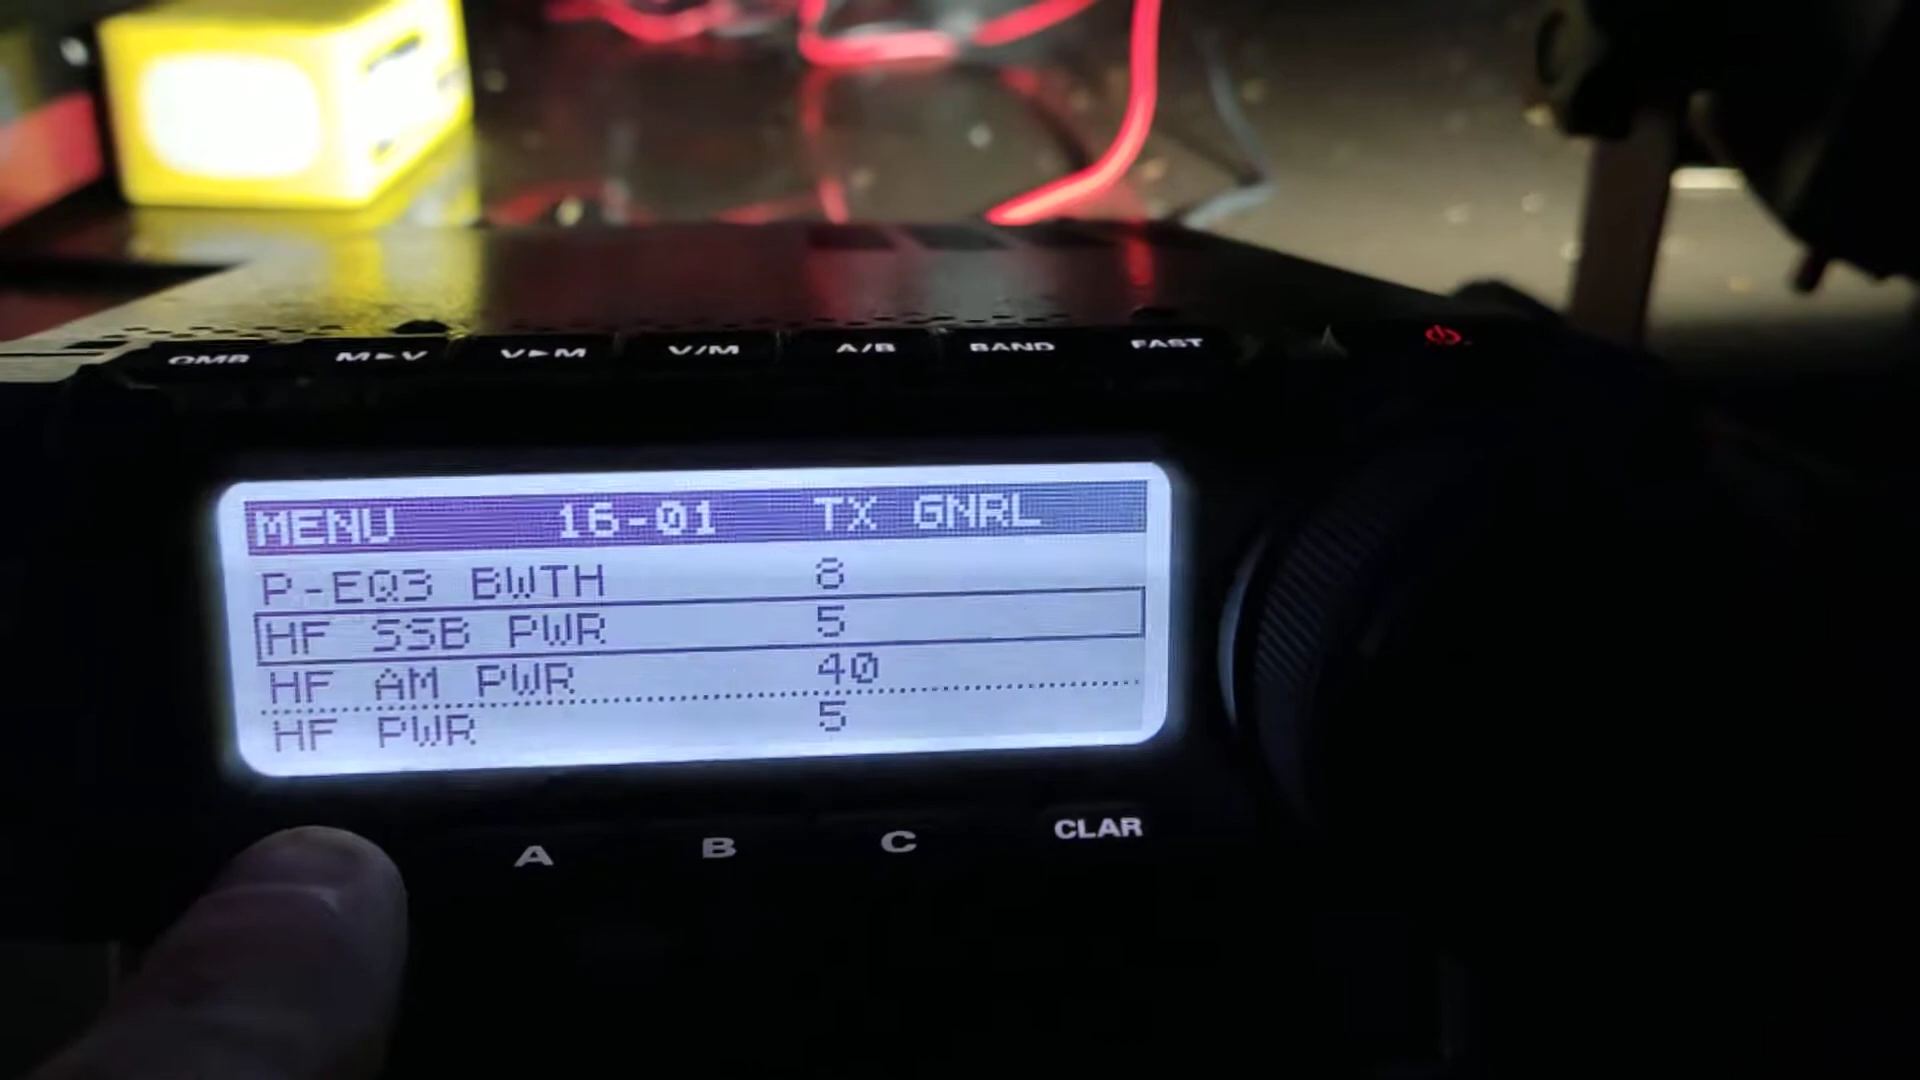 QMB M►V V►M V/M A/B BAND FAST
MENU 16-01 TX GNRL
P-EQ3 BWTH 8
HF SSB PWR 5
HF AM PWR 40
HF PWR 5
A B C CLAR